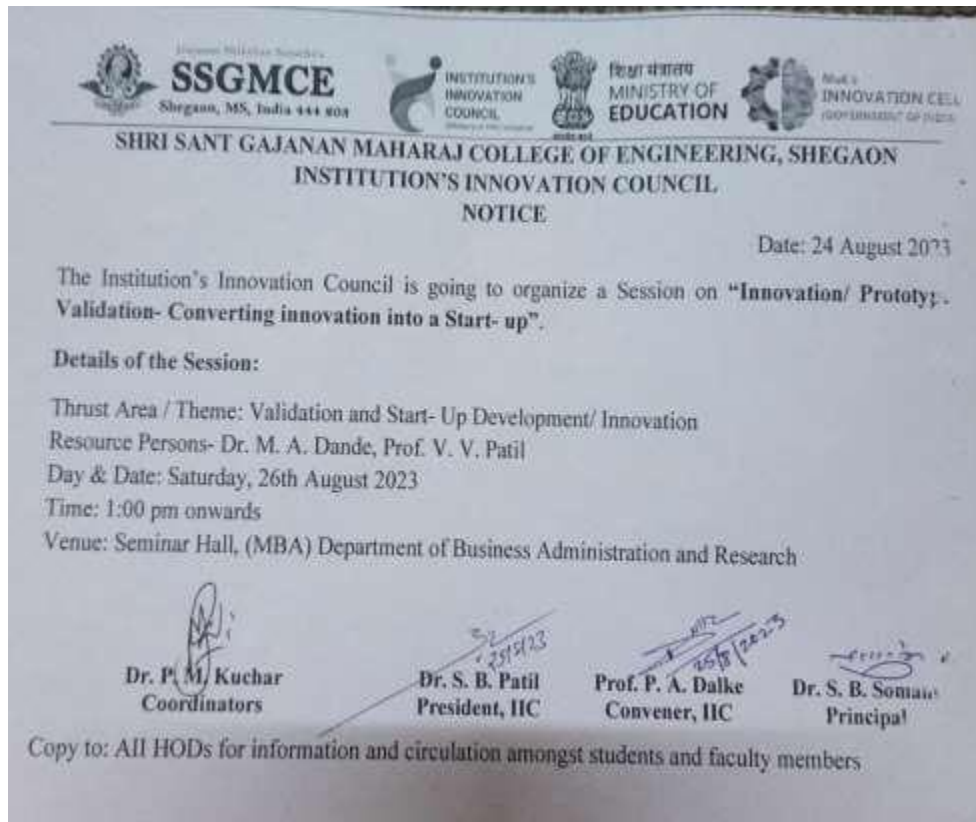 SSGMCE
Shegaon, MS, India 444 203
INSTITUTION'S
INNOVATION
COUNCIL
शिक्षा मंत्रालय
MINISTRY OF
EDUCATION
INNOVATION CELL
(GOVERNMENT OF INDIA)
SHRI SANT GAJANAN MAHARAJ COLLEGE OF ENGINEERING, SHEGAON
INSTITUTION'S INNOVATION COUNCIL
NOTICE
Date: 24 August 2023
The Institution's Innovation Council is going to organize a Session on "Innovation/
Validation- Converting innovation into a Start- up".
Details of the Session:
Thrust Area / Theme: Validation and Start- Up Development/ Innovation
Resource Persons- Dr. M. A. Dande, Prof. V. V. Patil
Day & Date: Saturday, 26th August 2023
Time: 1:00 pm onwards
Venue: Seminar Hall, (MBA) Department of Business Administration and Research
25/8/2023
Dr. P. M. Kuchar
Dr. S. B. Patil
Prof. P. A. Dalke
Dr. S. B. Somani
Coordinators
President, IIC
Convener, IIC
Principal
Copy to: All HODs for information and circulation amongst students and faculty members